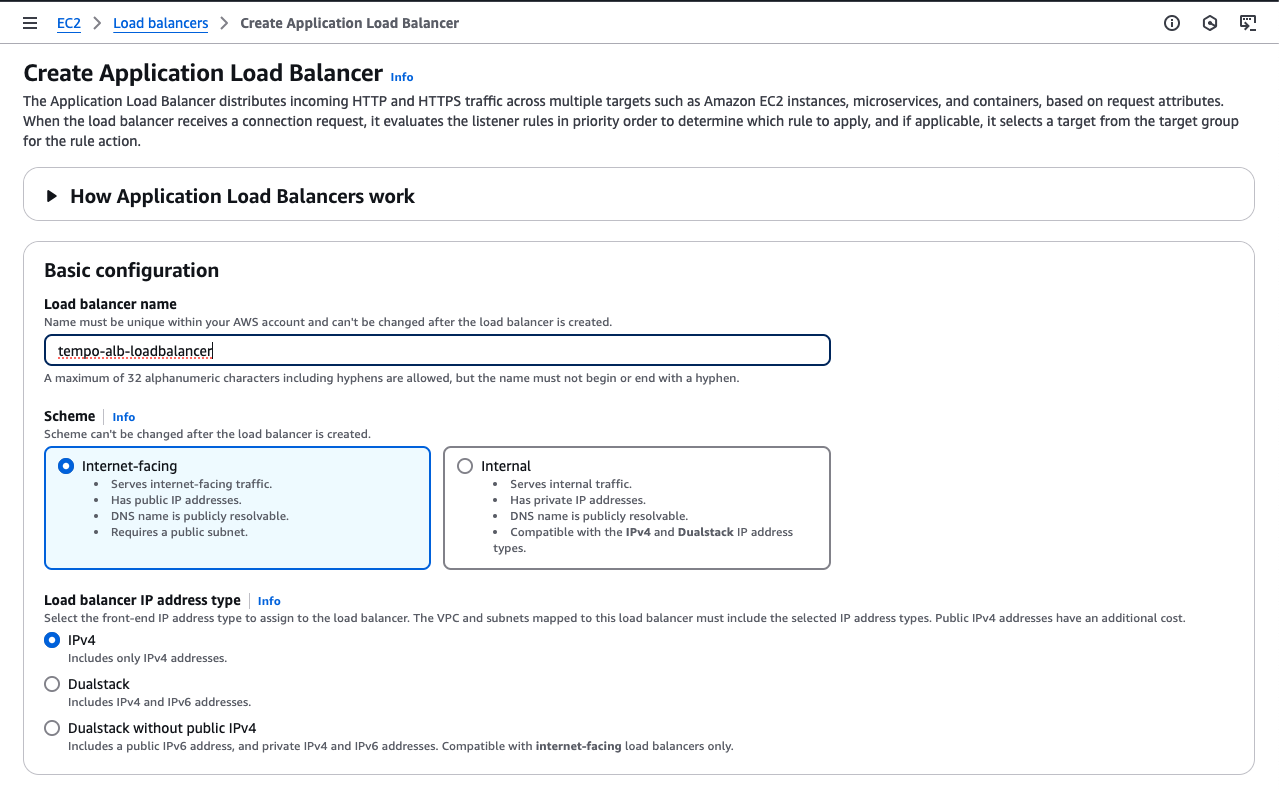 EC2 > Load balancers > Create Application Load Balancer
Create Application Load Balancer Info
The Application Load Balancer distributes incoming HTTP and HTTPS traffic across multiple targets such as Amazon EC2 instances, microservices, and containers, based on request attributes.
When the load balancer receives a connection request, it evaluates the listener rules in priority order to determine which rule to apply, and if applicable, it selects a target from the target group
for the rule action.
How Application Load Balancers work
Basic configuration
Load balancer name
Name must be unique within your AWS account and can't be changed after the load balancer is created.
tempo-alb-loadbalancer
A maximum of 32 alphanumeric characters including hyphens are allowed, but the name must not begin or end with a hyphen.
Scheme | Info
Scheme can't be changed after the load balancer is created.
Internet-facing
• Serves internet-facing traffic.
• Has public IP addresses.
• DNS name is publicly resolvable.
• Requires a public subnet.
Internal
• Serves internal traffic.
• Has private IP addresses.
• DNS name is publicly resolvable.
• Compatible with the IPv4 and Dualstack IP address
types.
Load balancer IP address type | Info
Select the front-end IP address type to assign to the load balancer. The VPC and subnets mapped to this load balancer must include the selected IP address types. Public IPv4 addresses have an additional cost.
IPv4
Includes only IPv4 addresses.
Dualstack
Includes IPv4 and IPv6 addresses.
Dualstack without public IPv4
Includes a public IPv6 address, and private IPv4 and IPv6 addresses. Compatible with internet-facing load balancers only.